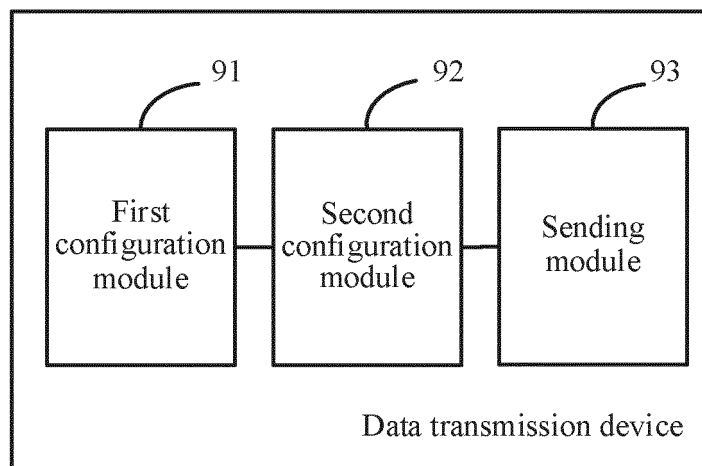 91
92
93
First
configuration
module
Second
configuration
module
Sending
module
Data transmission device